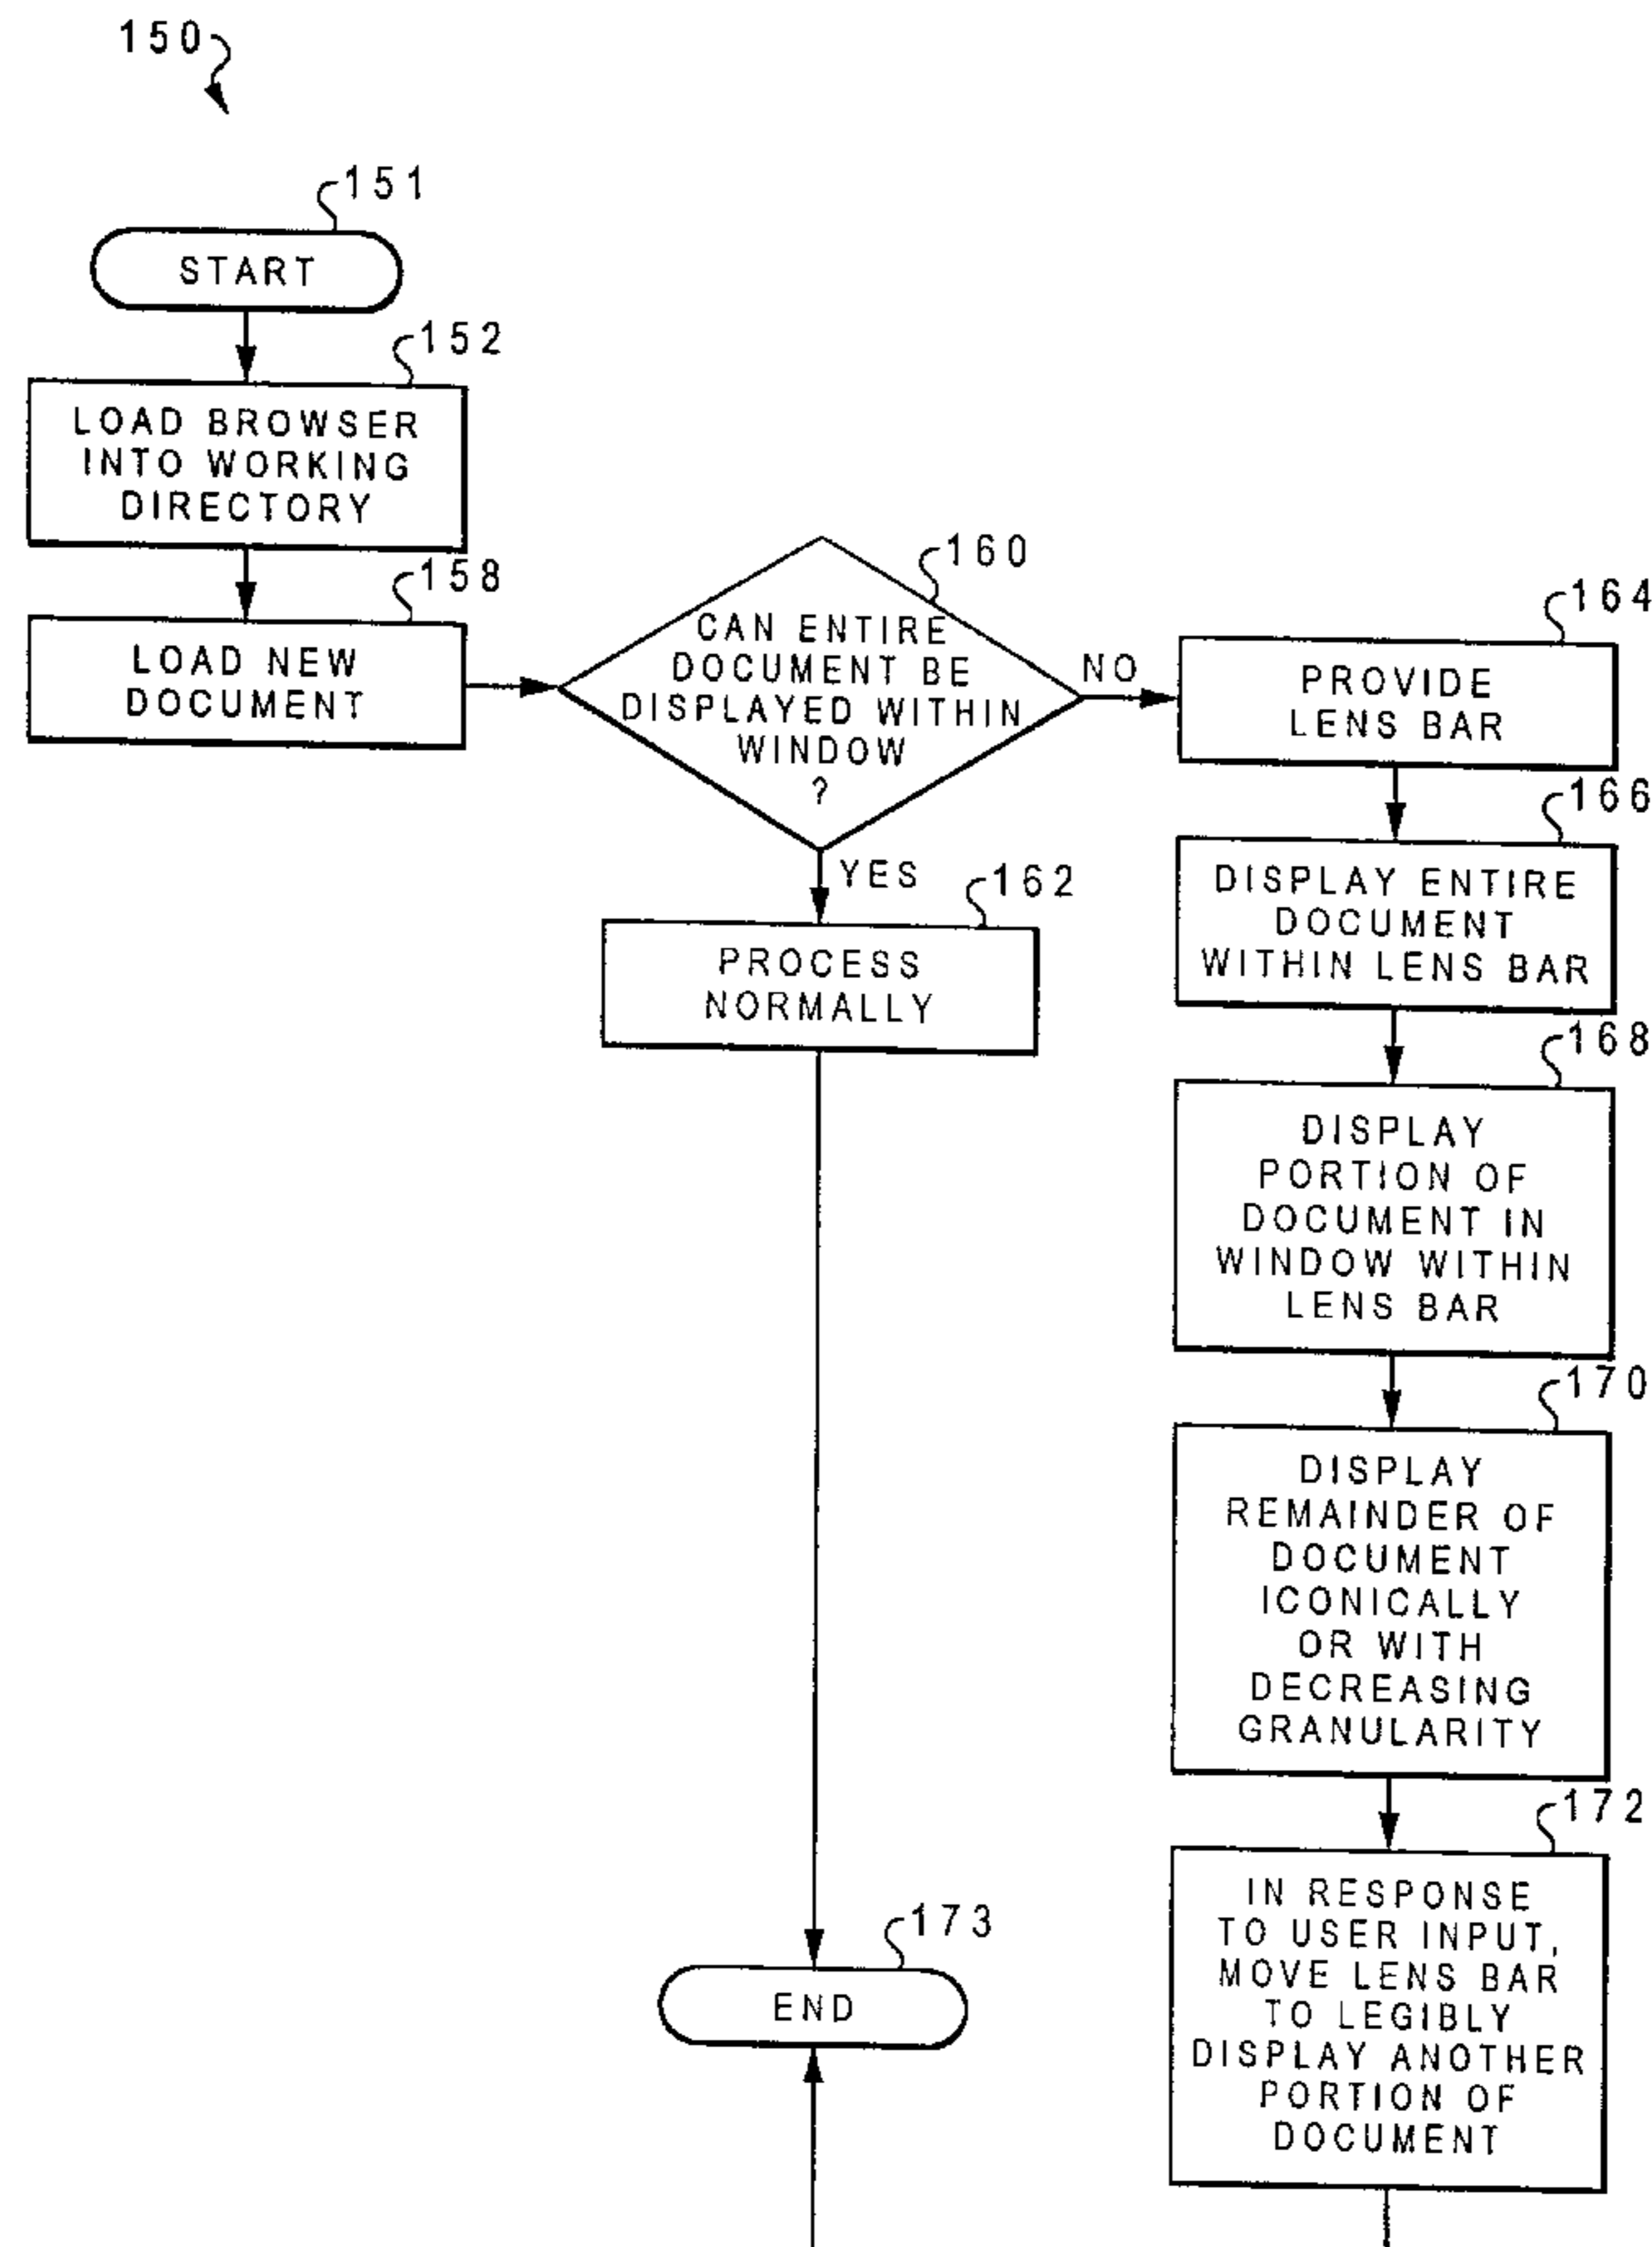 150
151
START
152
LOAD BROWSER
INTO WORKING
DIRECTORY
158
LOAD NEW
DOCUMENT
160
CAN ENTIRE
DOCUMENT BE
DISPLAYED WITHIN
WINDOW
?
NO
YES
162
PROCESS
NORMALLY
164
PROVIDE
LENS BAR
166
DISPLAY ENTIRE
DOCUMENT
WITHIN LENS BAR
168
DISPLAY
PORTION OF
DOCUMENT IN
WINDOW WITHIN
LENS BAR
170
DISPLAY
REMAINDER OF
DOCUMENT
ICONICALLY
OR WITH
DECREASING
GRANULARITY
172
IN RESPONSE
TO USER INPUT,
MOVE LENS BAR
TO LEGIBLY
DISPLAY ANOTHER
PORTION OF
DOCUMENT
173
END